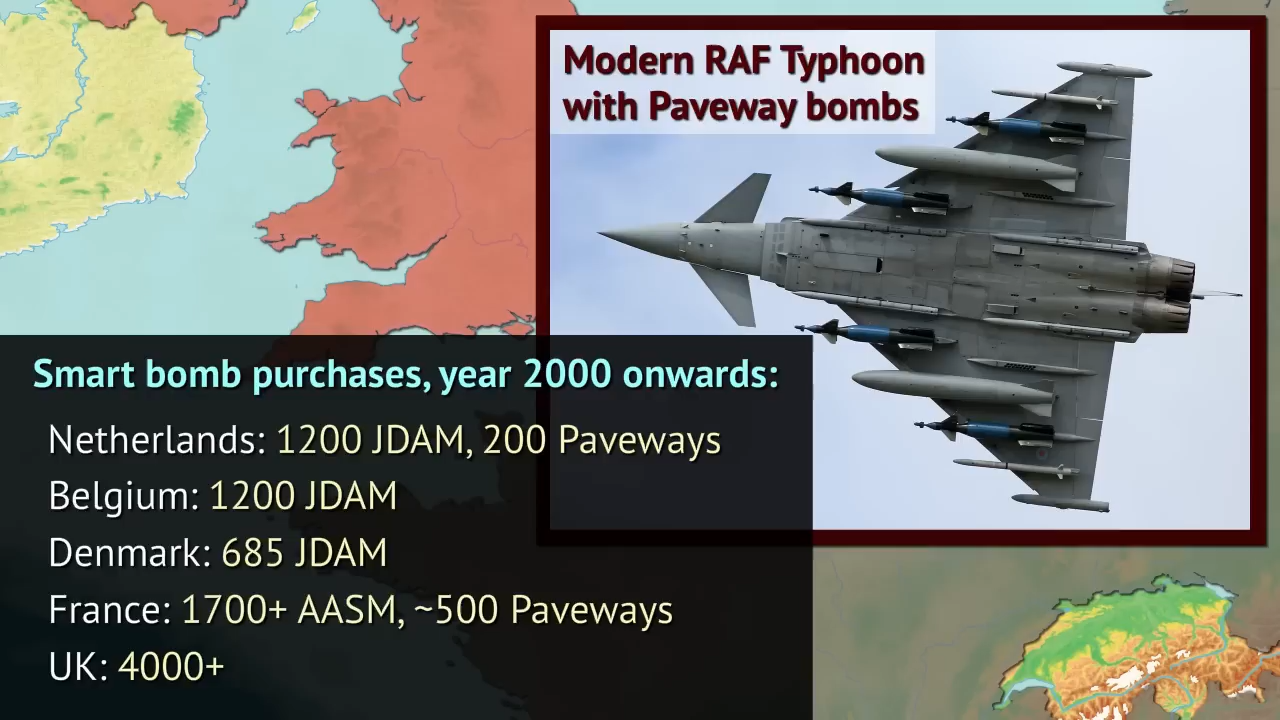 Modern RAF Typhoon
with Paveway bombs
Smart bomb purchases, year 2000 onwards:
Netherlands: 1200 JDAM, 200 Paveways
Belgium: 1200 JDAM
Denmark: 685 JDAM
France: 1700+ AASM, ~500 Paveways
UK: 4000+